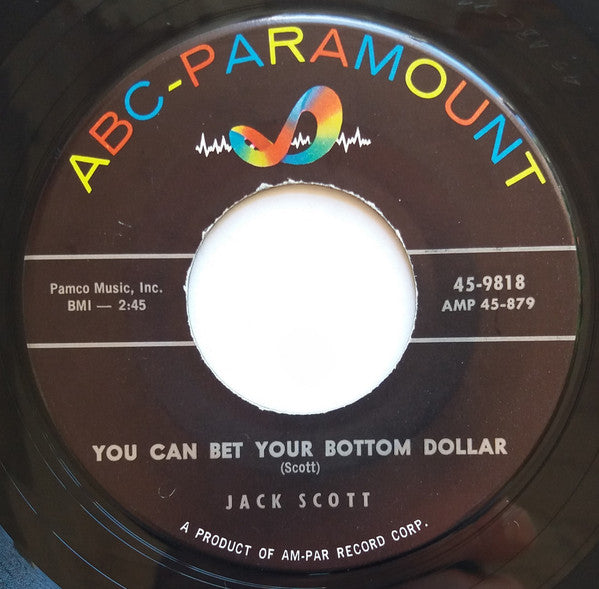 ABC-PARAMOUNT
Pamco Music, Inc.
BMI — 2:45
45-9818
AMP 45-879
YOU CAN BET YOUR BOTTOM DOLLAR
(Scott)
JACK SCOTT
A PRODUCT OF AM-PAR RECORD CORP.